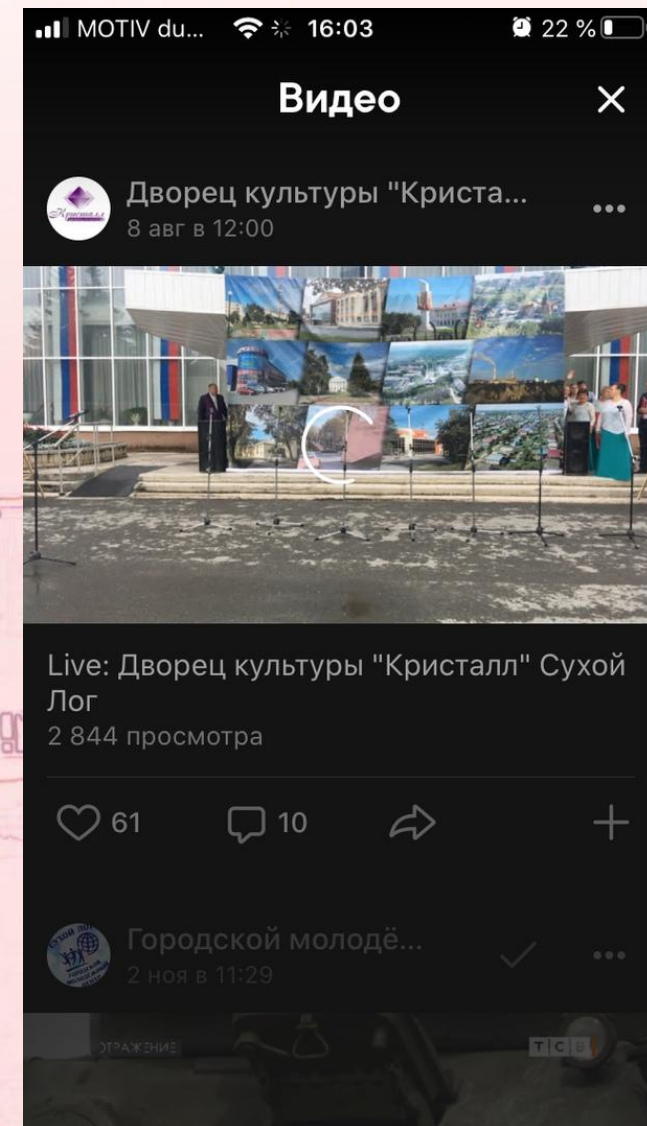 MOTIV du... 16:03 22 %
Видео
Дворец культуры "Криста...
8 авг в 12:00
Live: Дворец культуры "Кристалл" Сухой
Лог
2 844 просмотра
61 10
Городской молодё...
2 ноя в 11:29
ОТРАЖЕНИЕ ТСВ